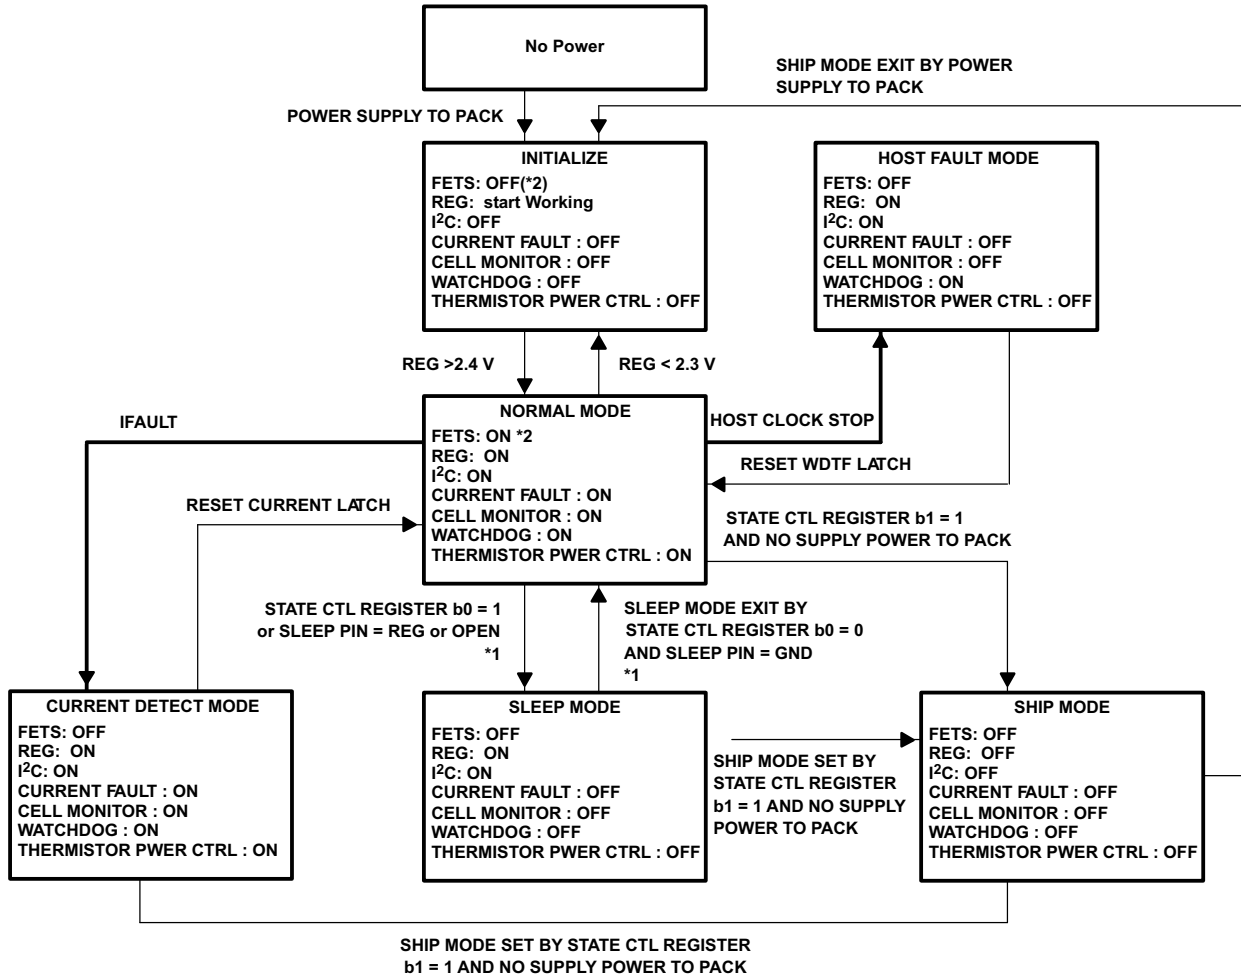 No Power
SHIP MODE EXIT BY POWER
SUPPLY TO PACK
POWER SUPPLY TO PACK
INITIALIZE
FETS: OFF(*2)
REG: start Working
I²C: OFF
CURRENT FAULT : OFF
CELL MONITOR : OFF
WATCHDOG : OFF
THERMISTOR PWER CTRL : OFF
HOST FAULT MODE
FETS: OFF
REG: ON
I²C: ON
CURRENT FAULT : OFF
CELL MONITOR : OFF
WATCHDOG : ON
THERMISTOR PWER CTRL : OFF
REG >2.4 V
REG < 2.3 V
IFAULT
NORMAL MODE
FETS: ON *2
REG: ON
I²C: ON
CURRENT FAULT : ON
CELL MONITOR : ON
WATCHDOG : ON
THERMISTOR PWER CTRL : ON
HOST CLOCK STOP
RESET WDTF LATCH
RESET CURRENT LATCH
STATE CTL REGISTER b1 = 1
AND NO SUPPLY POWER TO PACK
STATE CTL REGISTER b0 = 1
or SLEEP PIN = REG or OPEN
*1
SLEEP MODE EXIT BY
STATE CTL REGISTER b0 = 0
AND SLEEP PIN = GND
*1
CURRENT DETECT MODE
FETS: OFF
REG: ON
I²C: ON
CURRENT FAULT : ON
CELL MONITOR : ON
WATCHDOG : ON
THERMISTOR PWER CTRL : ON
SLEEP MODE
FETS: OFF
REG: ON
I²C: ON
CURRENT FAULT : OFF
CELL MONITOR : OFF
WATCHDOG : OFF
THERMISTOR PWER CTRL : OFF
SHIP MODE SET BY
STATE CTL REGISTER
b1 = 1 AND NO SUPPLY
POWER TO PACK
SHIP MODE
FETS: OFF
REG: OFF
I²C: OFF
CURRENT FAULT : OFF
CELL MONITOR : OFF
WATCHDOG : OFF
THERMISTOR PWER CTRL : OFF
SHIP MODE SET BY STATE CTL REGISTER
b1 = 1 AND NO SUPPLY POWER TO PACK